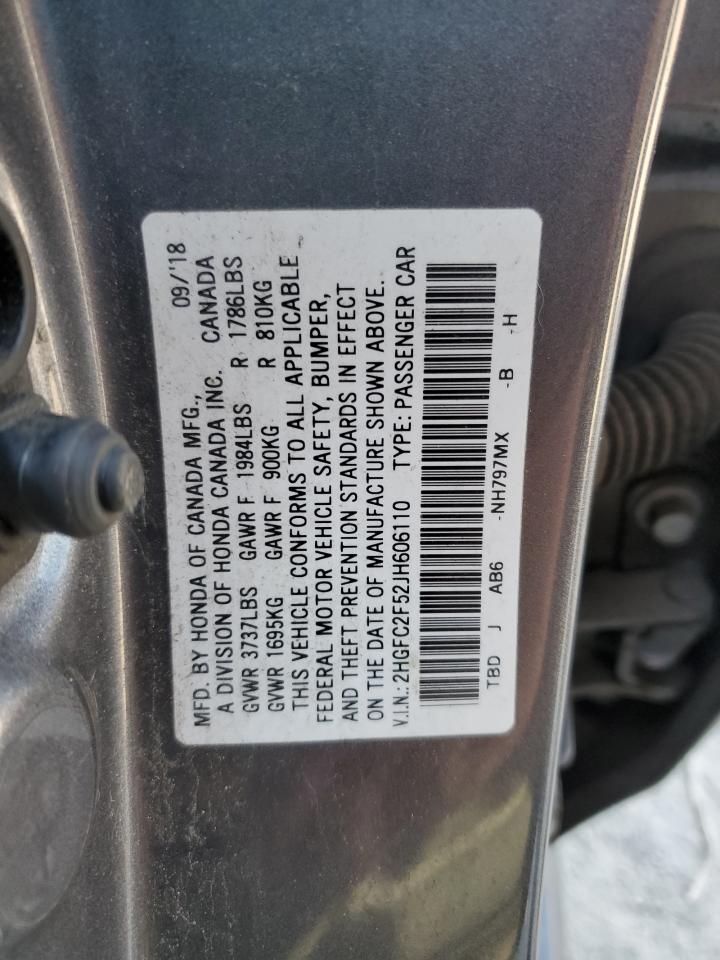 MFD. BY HONDA OF CANADA MFG., 09/'18
A DIVISION OF HONDA CANADA INC. CANADA
GVWR 3737LBS GAWR F 1984LBS R 1786LBS
GVWR 1695KG GAWR F 900KG R 810KG
THIS VEHICLE CONFORMS TO ALL APPLICABLE
FEDERAL MOTOR VEHICLE SAFETY, BUMPER,
AND THEFT PREVENTION STANDARDS IN EFFECT
ON THE DATE OF MANUFACTURE SHOWN ABOVE.
V.I.N.: 2HGFC2F52JH606110 TYPE: PASSENGER CAR
TBD J AB6 -NH797MX -B -H